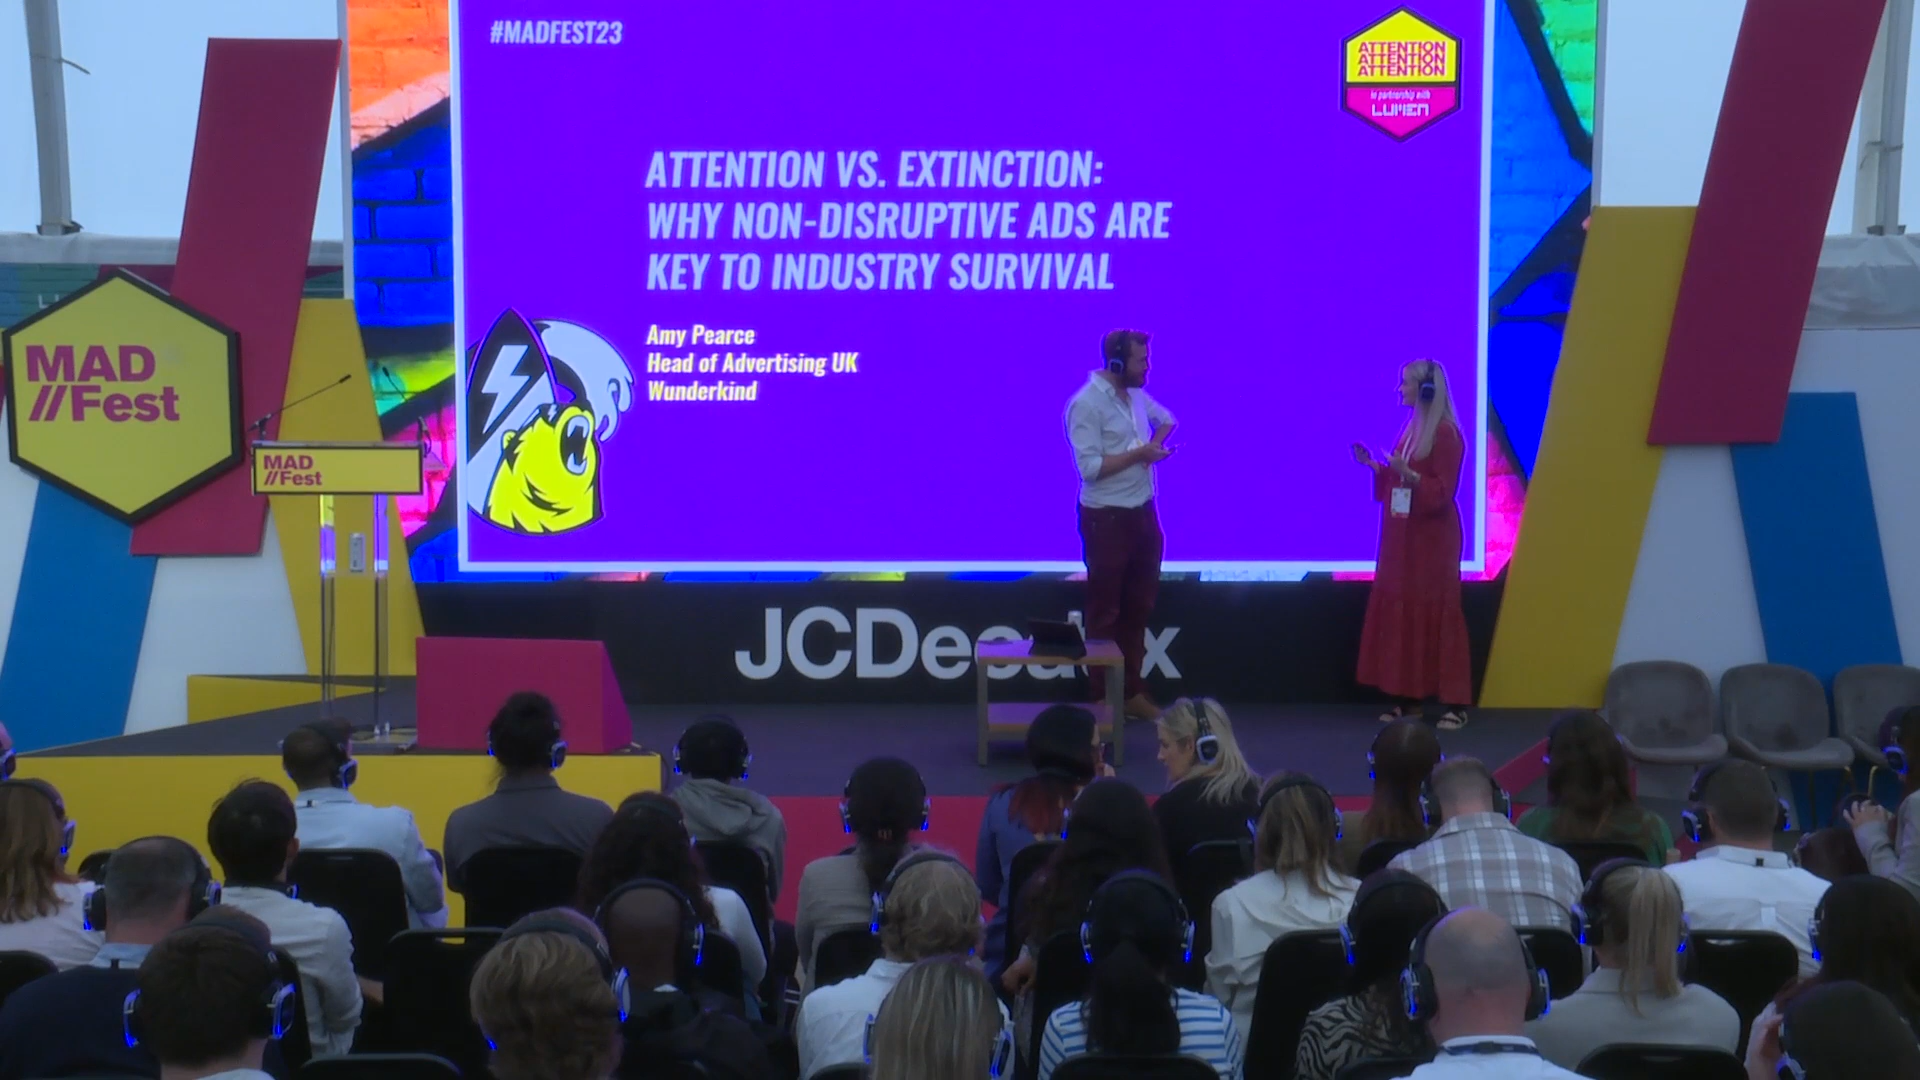 #MADFEST23
ATTENTION
ATTENTION
ATTENTION
in partnership with
LUMEN
ATTENTION VS. EXTINCTION:
WHY NON-DISRUPTIVE ADS ARE
KEY TO INDUSTRY SURVIVAL
Amy Pearce
Head of Advertising UK
Wunderkind
MAD
//Fest
MAD
//Fest
JCDecaux